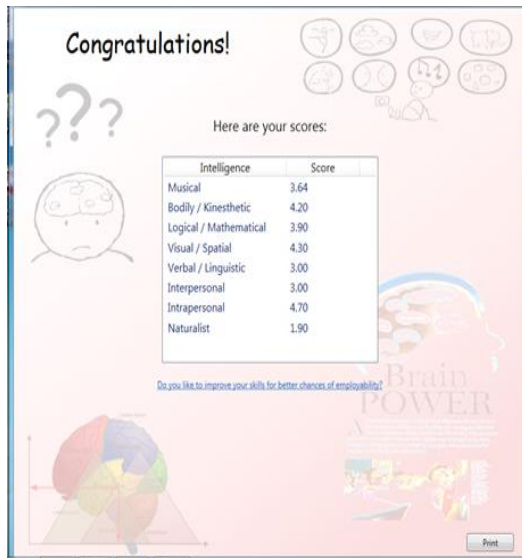 Congratulations!
???
Here are your scores:
Intelligence Score
Musical 3.64
Bodily / Kinesthetic 4.20
Logical / Mathematical 3.90
Visual / Spatial 4.30
Verbal / Linguistic 3.00
Interpersonal 3.00
Intrapersonal 4.70
Naturalist 1.90
Do you like to improve your skills for better chances of employability?
Brain
POWER
Print